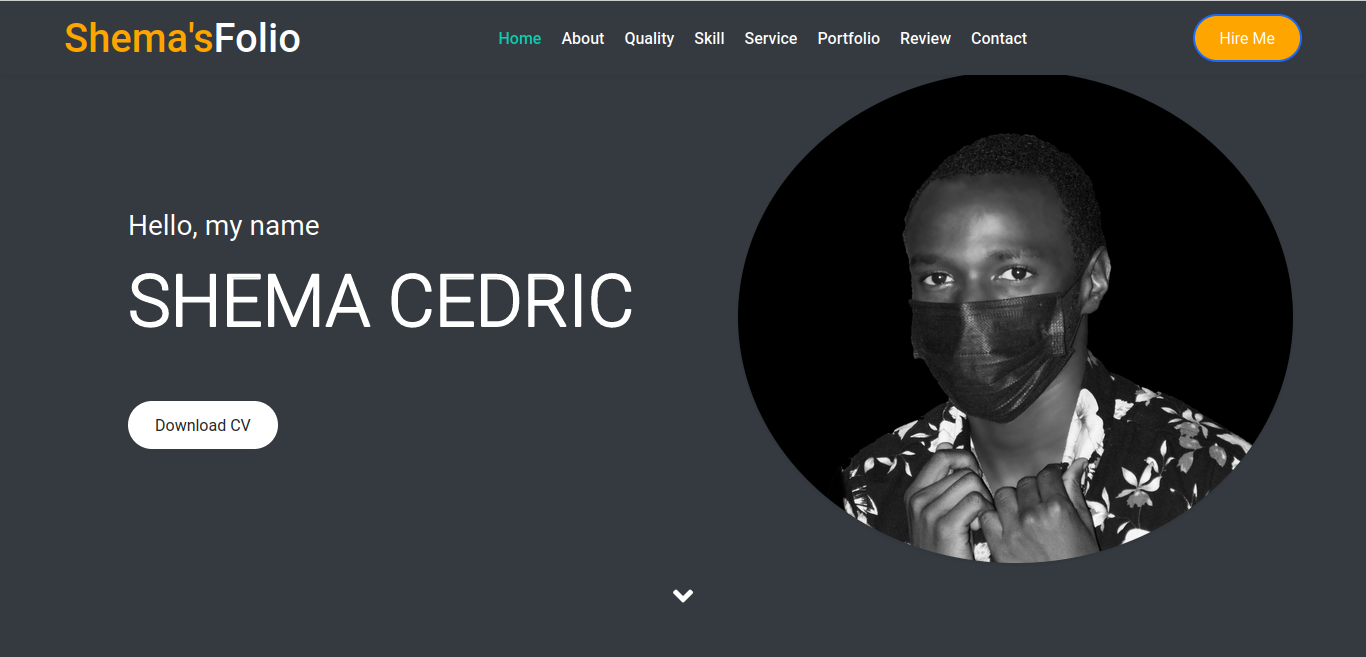 Shema'sFolio
Home About Quality Skill Service Portfolio Review Contact
Hire Me
Hello, my name
SHEMA CEDRIC
Download CV